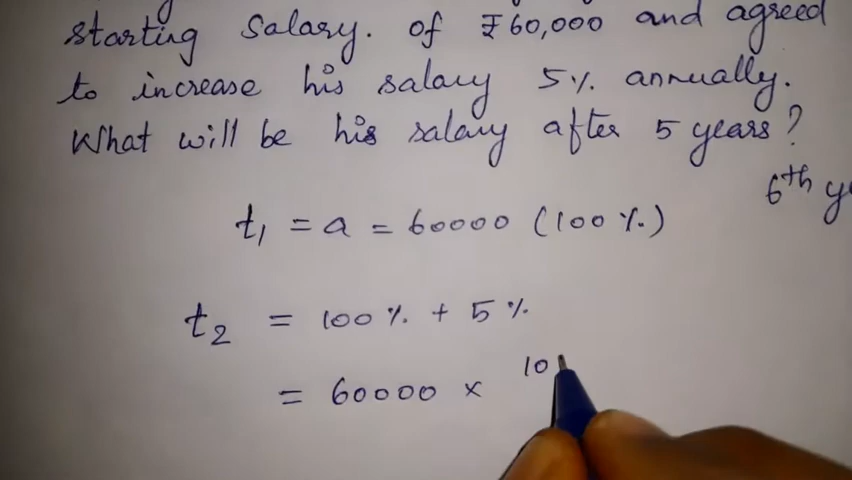 starting Salary. of ₹60,000 and agreed
to increase his salary 5% annually.
What will be his salary after 5 years?
6th
t1 = a = 60000 (100%)
t2 = 100% + 5%
= 60000 × 10